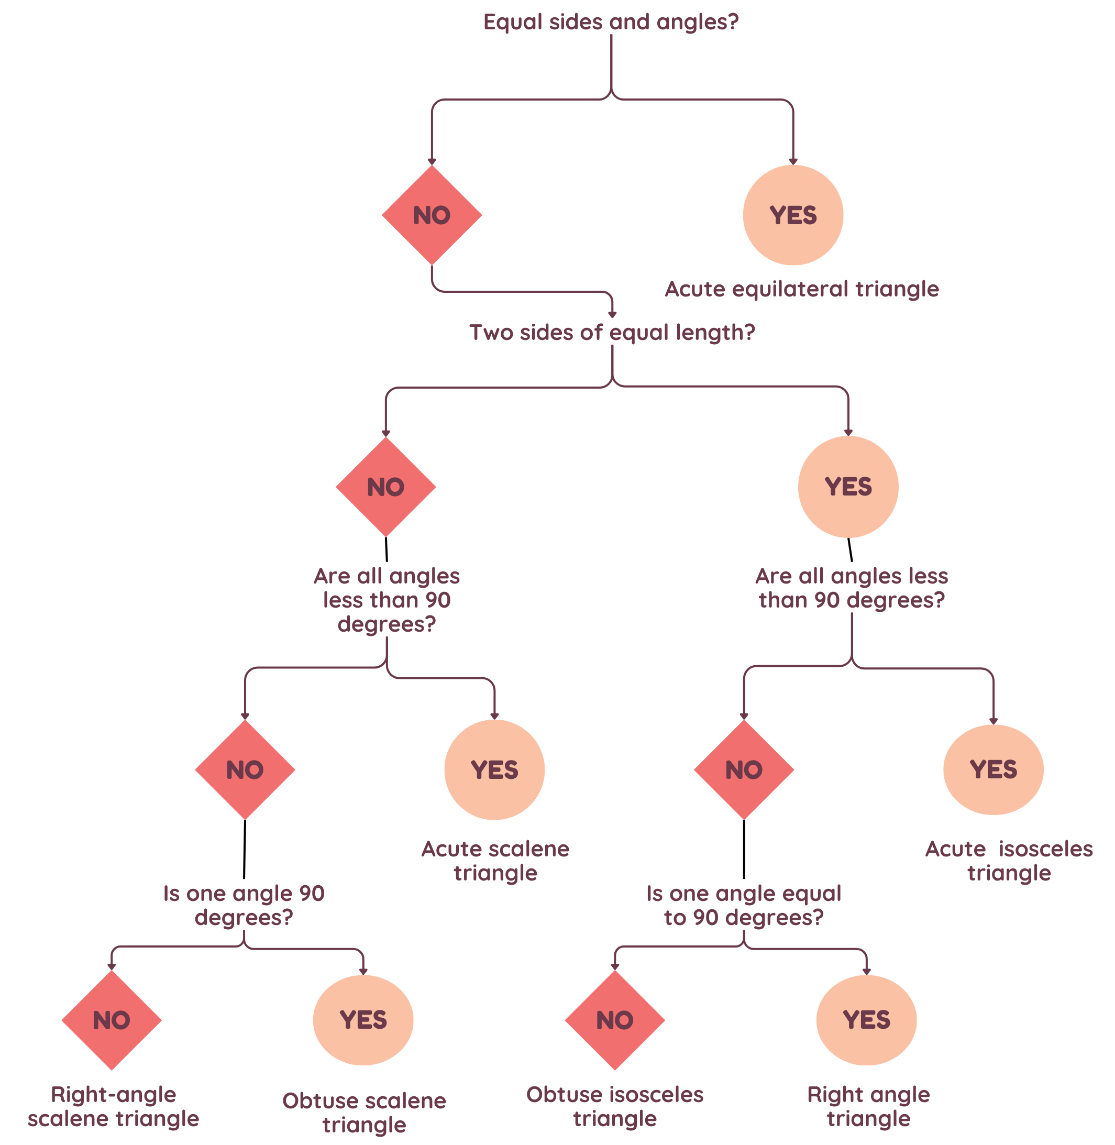 Equal sides and angles?
NO
YES
Acute equilateral triangle
Two sides of equal length?
NO
YES
Are all angles
less than 90
degrees?
Are all angles less
than 90 degrees?
NO
YES
NO
YES
Acute scalene
triangle
Acute isosceles
triangle
Is one angle 90
degrees?
Is one angle equal
to 90 degrees?
NO
YES
NO
YES
Right-angle
scalene triangle
Obtuse scalene
triangle
Obtuse isosceles
triangle
Right angle
triangle